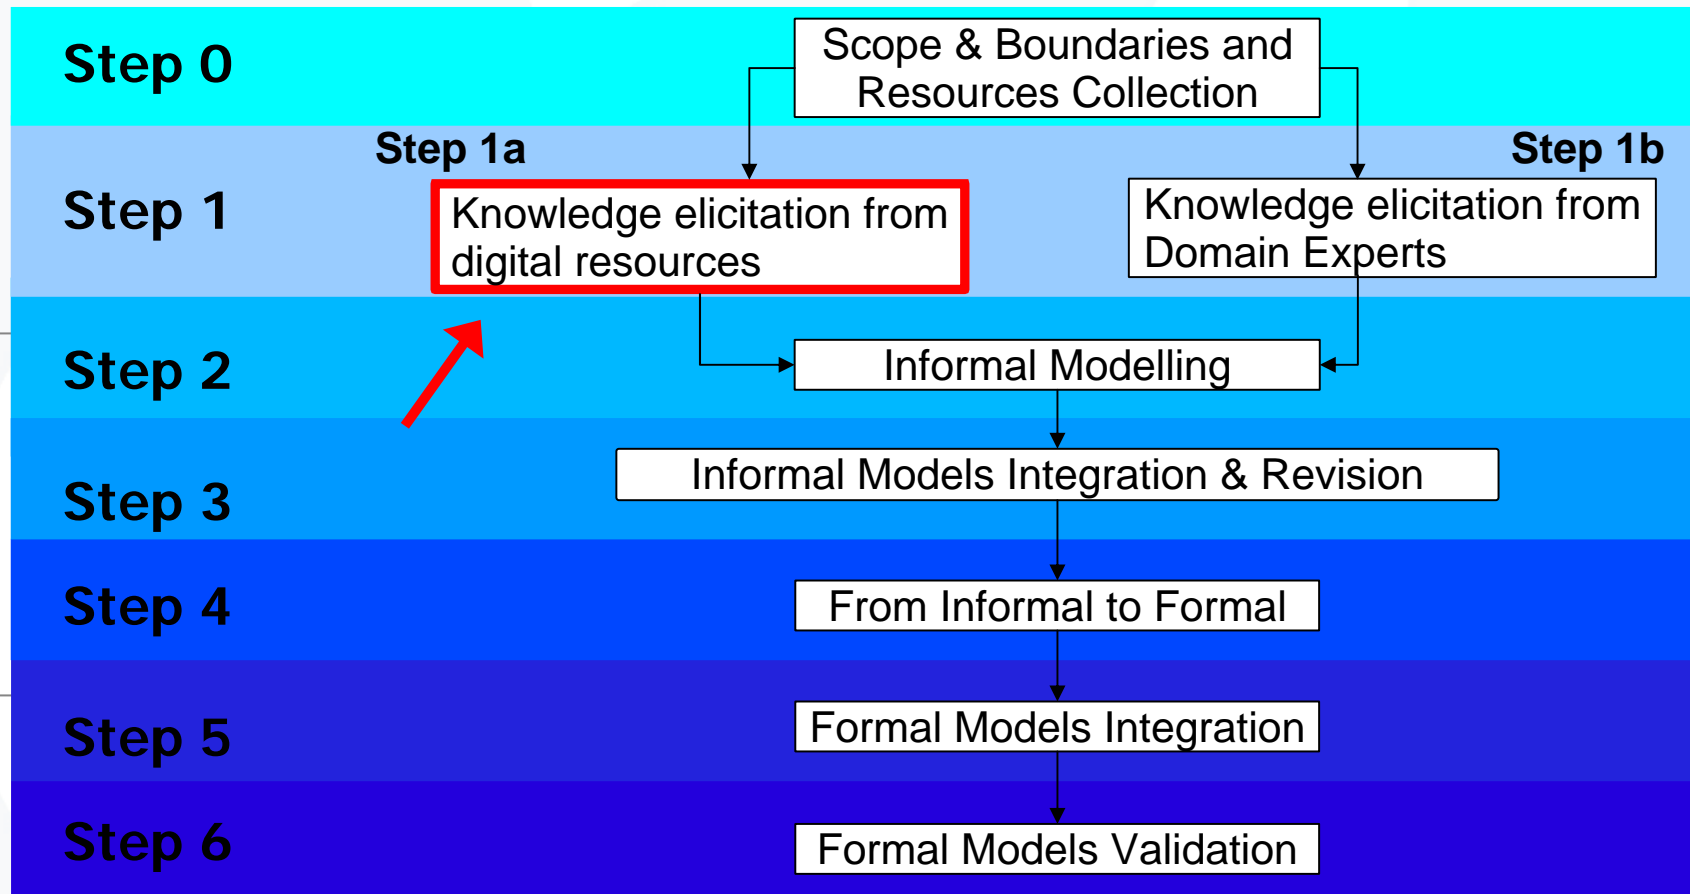 Step 0
Scope & Boundaries and
Resources Collection
Step 1a
Step 1b
Step 1
Knowledge elicitation from
digital resources
Knowledge elicitation from
Domain Experts
Step 2
Informal Modelling
Informal Models Integration & Revision
Step 3
Step 4
From Informal to Formal
Step 5
Formal Models Integration
Step 6
Formal Models Validation